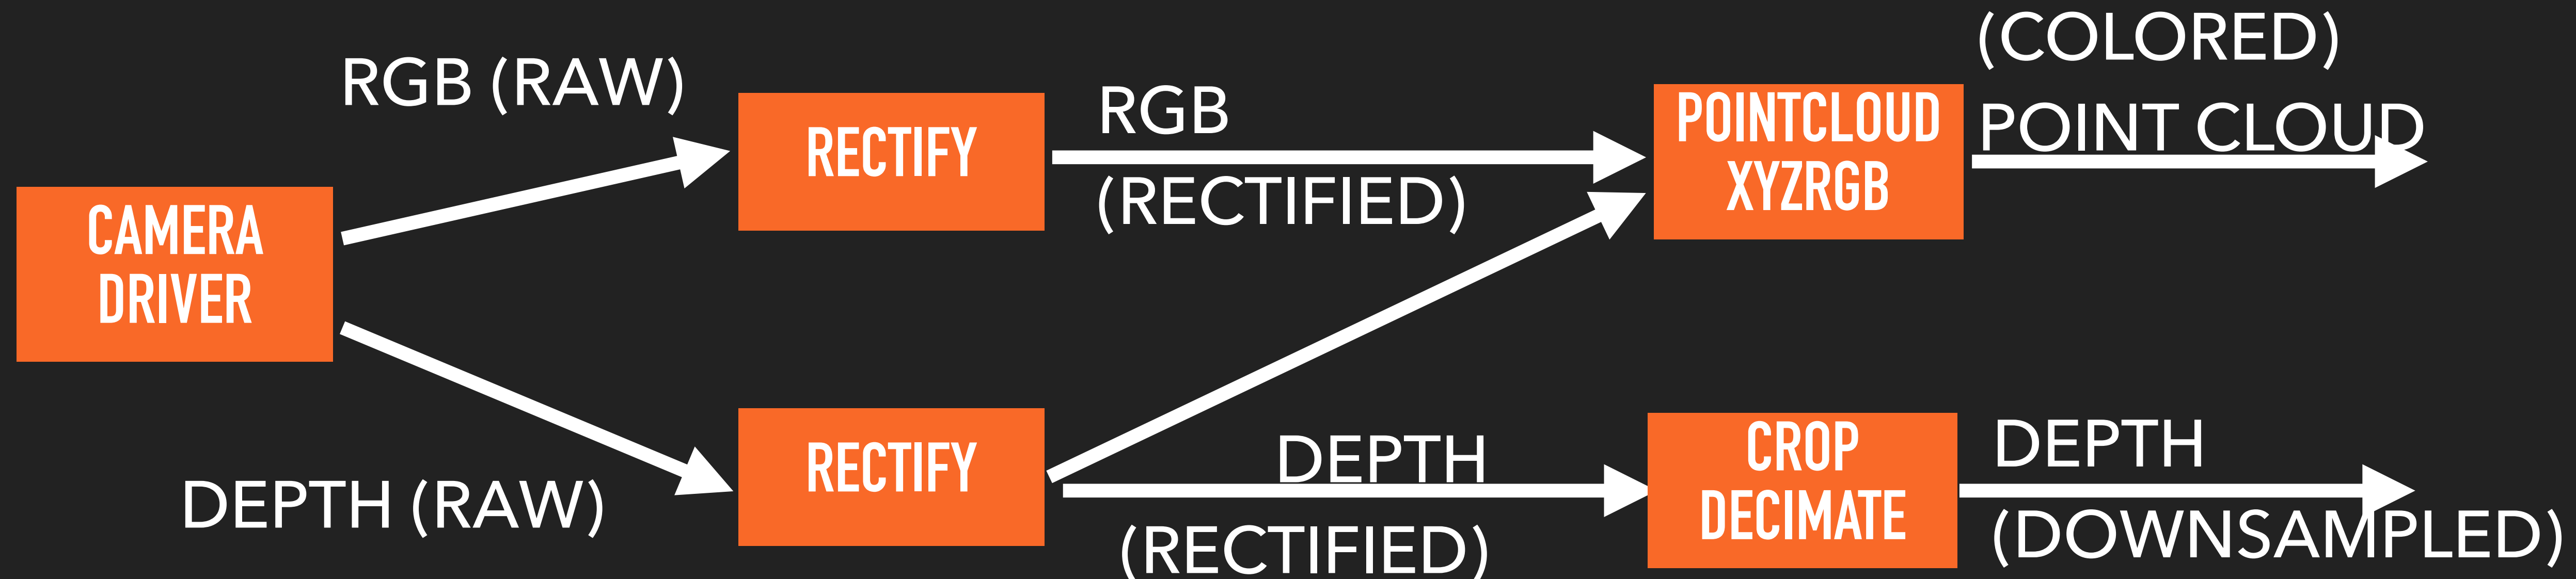 CAMERA
DRIVER
RGB (RAW)
DEPTH (RAW)
RECTIFY
RECTIFY
RGB
(RECTIFIED)
DEPTH
(RECTIFIED)
POINTCLOUD
XYZRGB
CROP
DECIMATE
(COLORED)
POINT CLOUD
DEPTH
(DOWNSAMPLED)